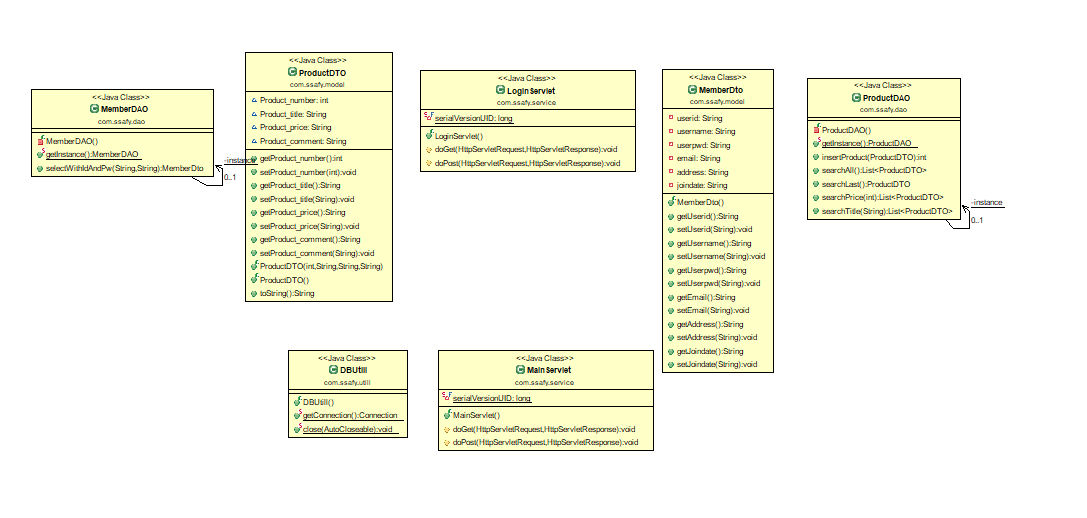 <<Java Class>>
MemberDAO
com.ssafy.dao
MemberDAO()
getInstance():MemberDAO
selectWithIdAndPw(String,String):MemberDto
-instance
0..1
<<Java Class>>
ProductDTO
com.ssafy.model
Product_number: int
Product_title: String
Product_price: String
Product_comment: String
getProduct_number():int
setProduct_number(int):void
getProduct_title():String
setProduct_title(String):void
getProduct_price():String
setProduct_price(String):void
getProduct_comment():String
setProduct_comment(String):void
ProductDTO(int,String,String,String)
ProductDTO()
toString():String
<<Java Class>>
LoginServlet
com.ssafy.service
serialVersionUID: long
LoginServlet()
doGet(HttpServletRequest,HttpServletResponse):void
doPost(HttpServletRequest,HttpServletResponse):void
<<Java Class>>
MemberDto
com.ssafy.model
userid: String
username: String
userpwd: String
email: String
address: String
joindate: String
MemberDto()
getUserid():String
setUserid(String):void
getUsername():String
setUsername(String):void
getUserpwd():String
setUserpwd(String):void
getEmail():String
setEmail(String):void
getAddress():String
setAddress(String):void
getJoindate():String
setJoindate(String):void
<<Java Class>>
ProductDAO
com.ssafy.dao
ProductDAO()
getInstance():ProductDAO
insertProduct(ProductDTO):int
searchAll():List<ProductDTO>
searchLast():ProductDTO
searchPrice(int):List<ProductDTO>
searchTitle(String):List<ProductDTO>
-instance
0..1
<<Java Class>>
DBUtill
com.ssafy.utill
DBUtill()
getConnection():Connection
close(AutoCloseable):void
<<Java Class>>
MainServlet
com.ssafy.service
serialVersionUID: long
MainServlet()
doGet(HttpServletRequest,HttpServletResponse):void
doPost(HttpServletRequest,HttpServletResponse):void